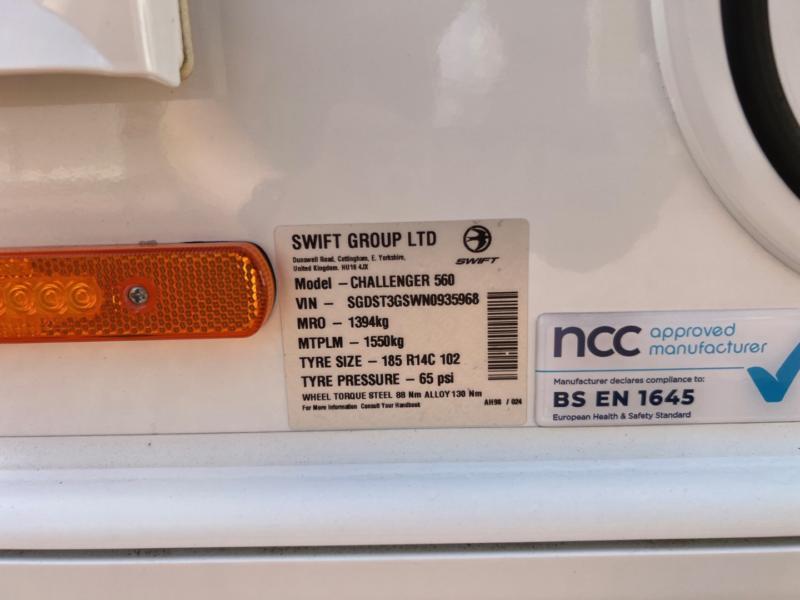 SWIFT GROUP LTD
SWIFT
Dunswell Road, Cottingham, E. Yorkshire,
United Kingdom. HU16 4JX
Model – CHALLENGER 560
VIN – SGDST3GSWN0935968
MRO – 1394kg
MTPLM – 1550kg
TYRE SIZE – 185 R14C 102
TYRE PRESSURE – 65 psi
WHEEL TORQUE STEEL 88 Nm ALLOY 130 Nm
For More Information Consult Your Handbook
AH98 / 024
ncc approved
manufacturer
Manufacturer declares compliance to:
BS EN 1645
European Health & Safety Standard